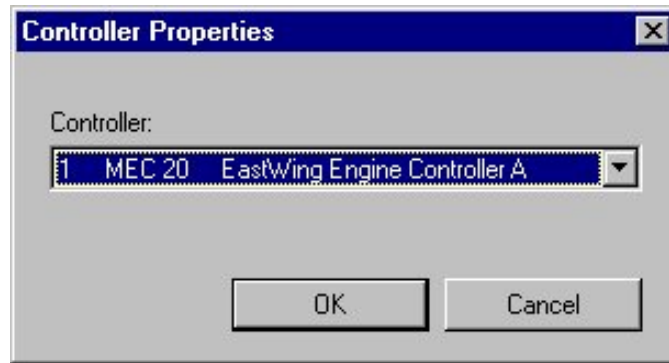 Controller Properties
Controller:
1 MEC 20 EastWing Engine Controller A
OK Cancel